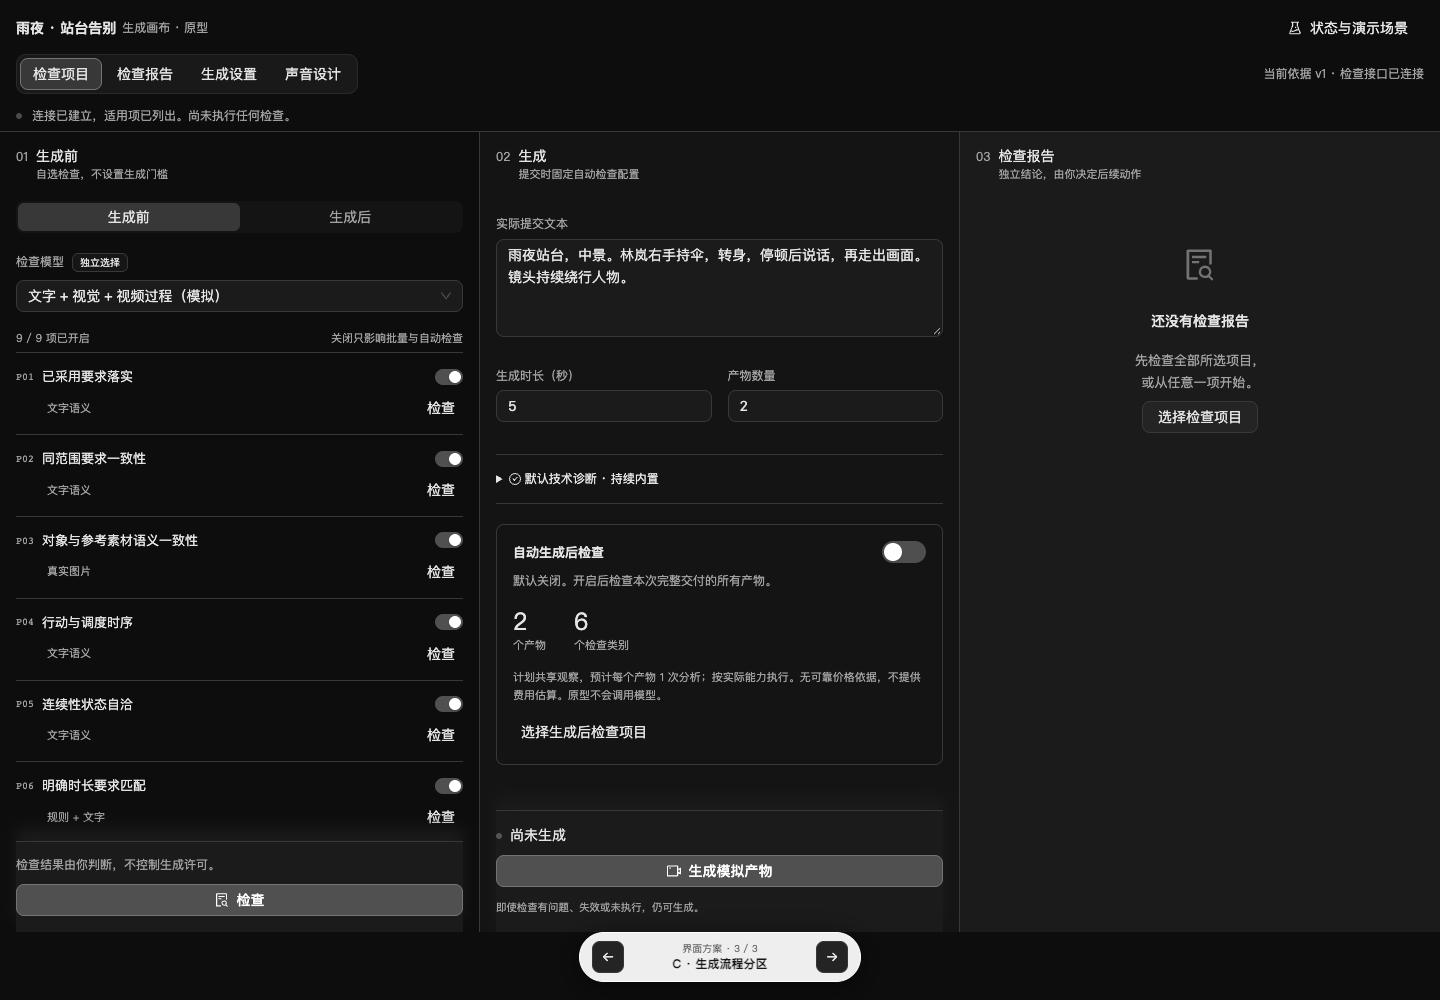 雨夜 · 站台告别 生成画布 · 原型
状态与演示场景
检查项目 检查报告 生成设置 声音设计
当前依据 v1 · 检查接口已连接
连接已建立，适用项已列出。尚未执行任何检查。
01 生成前
自选检查，不设置生成门槛
生成前 生成后
检查模型 独立选择
文字 + 视觉 + 视频过程（模拟）
9 / 9 项已开启 关闭只影响批量与自动检查
P01 已采用要求落实
文字语义 检查
P02 同范围要求一致性
文字语义 检查
P03 对象与参考素材语义一致性
真实图片 检查
P04 行动与调度时序
文字语义 检查
P05 连续性状态自洽
文字语义 检查
P06 明确时长要求匹配
规则 + 文字 检查
检查结果由你判断，不控制生成许可。
检查
02 生成
提交时固定自动检查配置
实际提交文本
雨夜站台，中景。林岚右手持伞，转身，停顿后说话，再走出画面。
镜头持续绕行人物。
生成时长（秒） 产物数量
5 2
默认技术诊断 · 持续内置
自动生成后检查
默认关闭。开启后检查本次完整交付的所有产物。
2 6
个产物 个检查类别
计划共享观察，预计每个产物 1 次分析；按实际能力执行。无可靠价格依据，不提供
费用估算。原型不会调用模型。
选择生成后检查项目
尚未生成
生成模拟产物
即使检查有问题、失效或未执行，仍可生成。
03 检查报告
独立结论，由你决定后续动作
还没有检查报告
先检查全部所选项目，
或从任意一项开始。
选择检查项目
界面方案 · 3 / 3
C · 生成流程分区